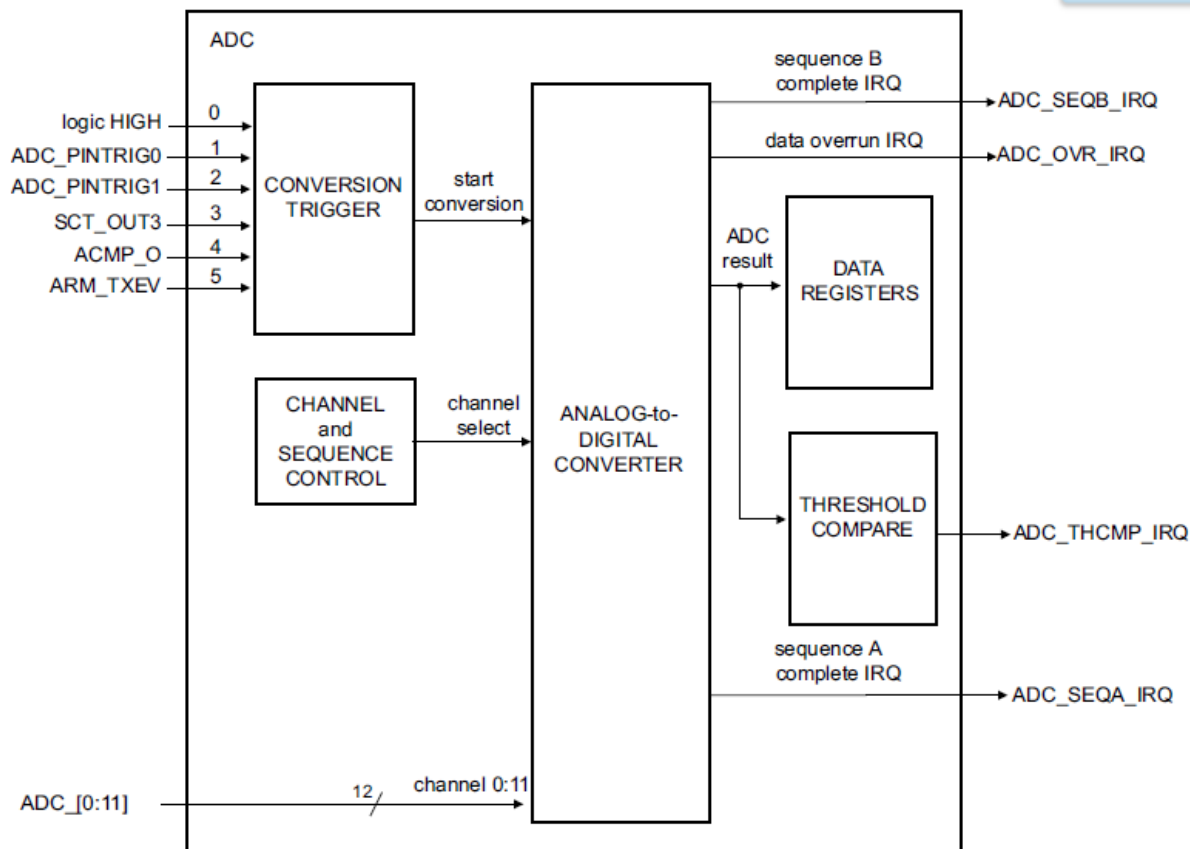 ADC
sequence B
complete IRQ
ADC_SEQB_IRQ
logic HIGH
0
ADC_PINTRIG0
1
ADC_PINTRIG1
2
SCT_OUT3
3
ACMP_O
4
ARM_TXEV
5
CONVERSION
TRIGGER
start
conversion
data overrun IRQ
ADC_OVR_IRQ
ADC
result
DATA
REGISTERS
CHANNEL
and
SEQUENCE
CONTROL
channel
select
ANALOG-to-
DIGITAL
CONVERTER
THRESHOLD
COMPARE
ADC_THCMP_IRQ
sequence A
complete IRQ
ADC_SEQA_IRQ
ADC_[0:11]
12
channel 0:11